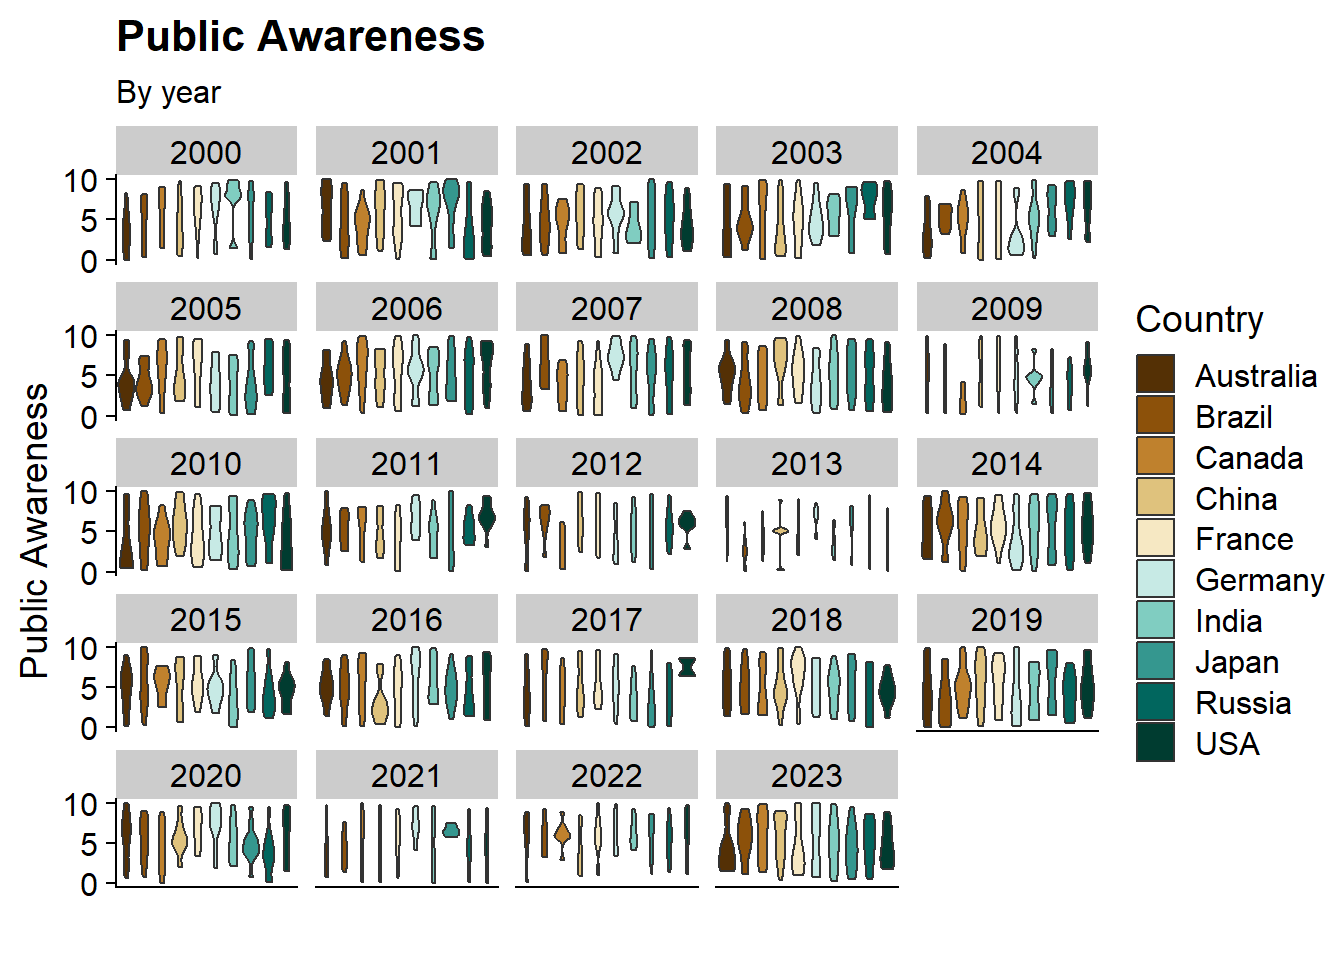 Public Awareness
By year
2000 2001 2002 2003 2004
10
5
0
2005 2006 2007 2008 2009
10
5
0
2010 2011 2012 2013 2014
10
5
0
2015 2016 2017 2018 2019
10
5
0
2020 2021 2022 2023
10
5
0
Public Awareness
Country
Australia
Brazil
Canada
China
France
Germany
India
Japan
Russia
USA